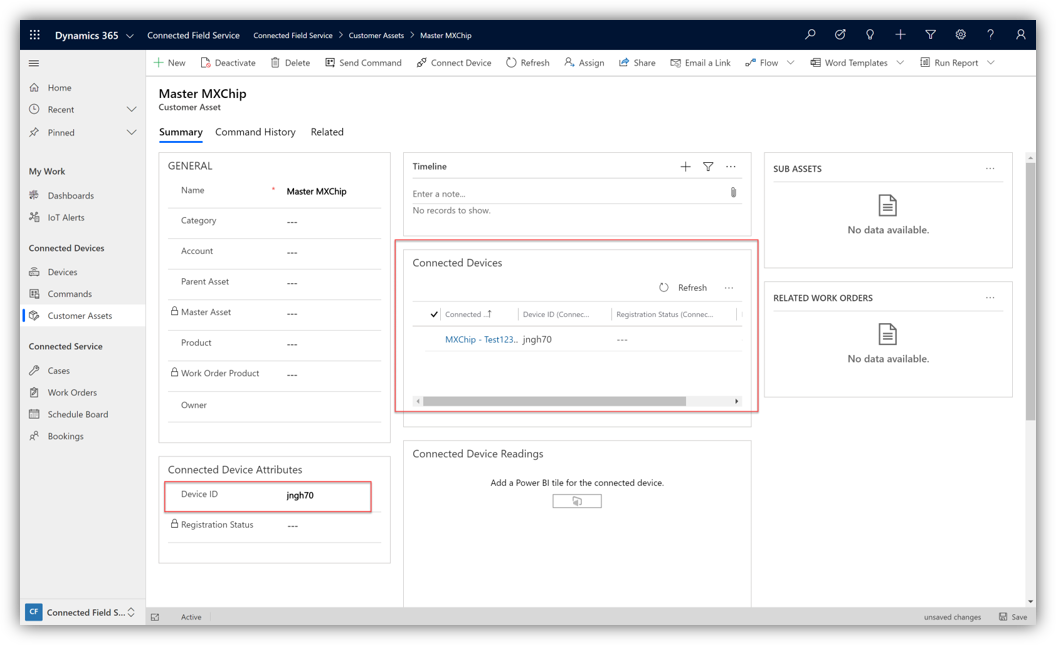 Dynamics 365
Connected Field Service
Connected Field Service > Customer Assets > Master MXChip
New
Deactivate
Delete
Send Command
Connect Device
Refresh
Assign
Share
Email a Link
Flow
Word Templates
Run Report
Home
Recent
Pinned
My Work
Dashboards
IoT Alerts
Connected Devices
Devices
Commands
Customer Assets
Connected Service
Cases
Work Orders
Schedule Board
Bookings
CF Connected Field S...
Master MXChip
Customer Asset
Summary
Command History
Related
GENERAL
Name * Master MXChip
Category ---
Account ---
Parent Asset ---
Master Asset ---
Product ---
Work Order Product ---
Owner
Connected Device Attributes
Device ID jngh70
Registration Status ---
Timeline
Enter a note...
No records to show.
Connected Devices
Refresh
Connected ...↑ Device ID (Connec... Registration Status (Connec...
MXChip - Test123.. jngh70 ---
Connected Device Readings
Add a Power BI tile for the connected device.
SUB ASSETS
No data available.
RELATED WORK ORDERS
No data available.
Active
unsaved changes
Save